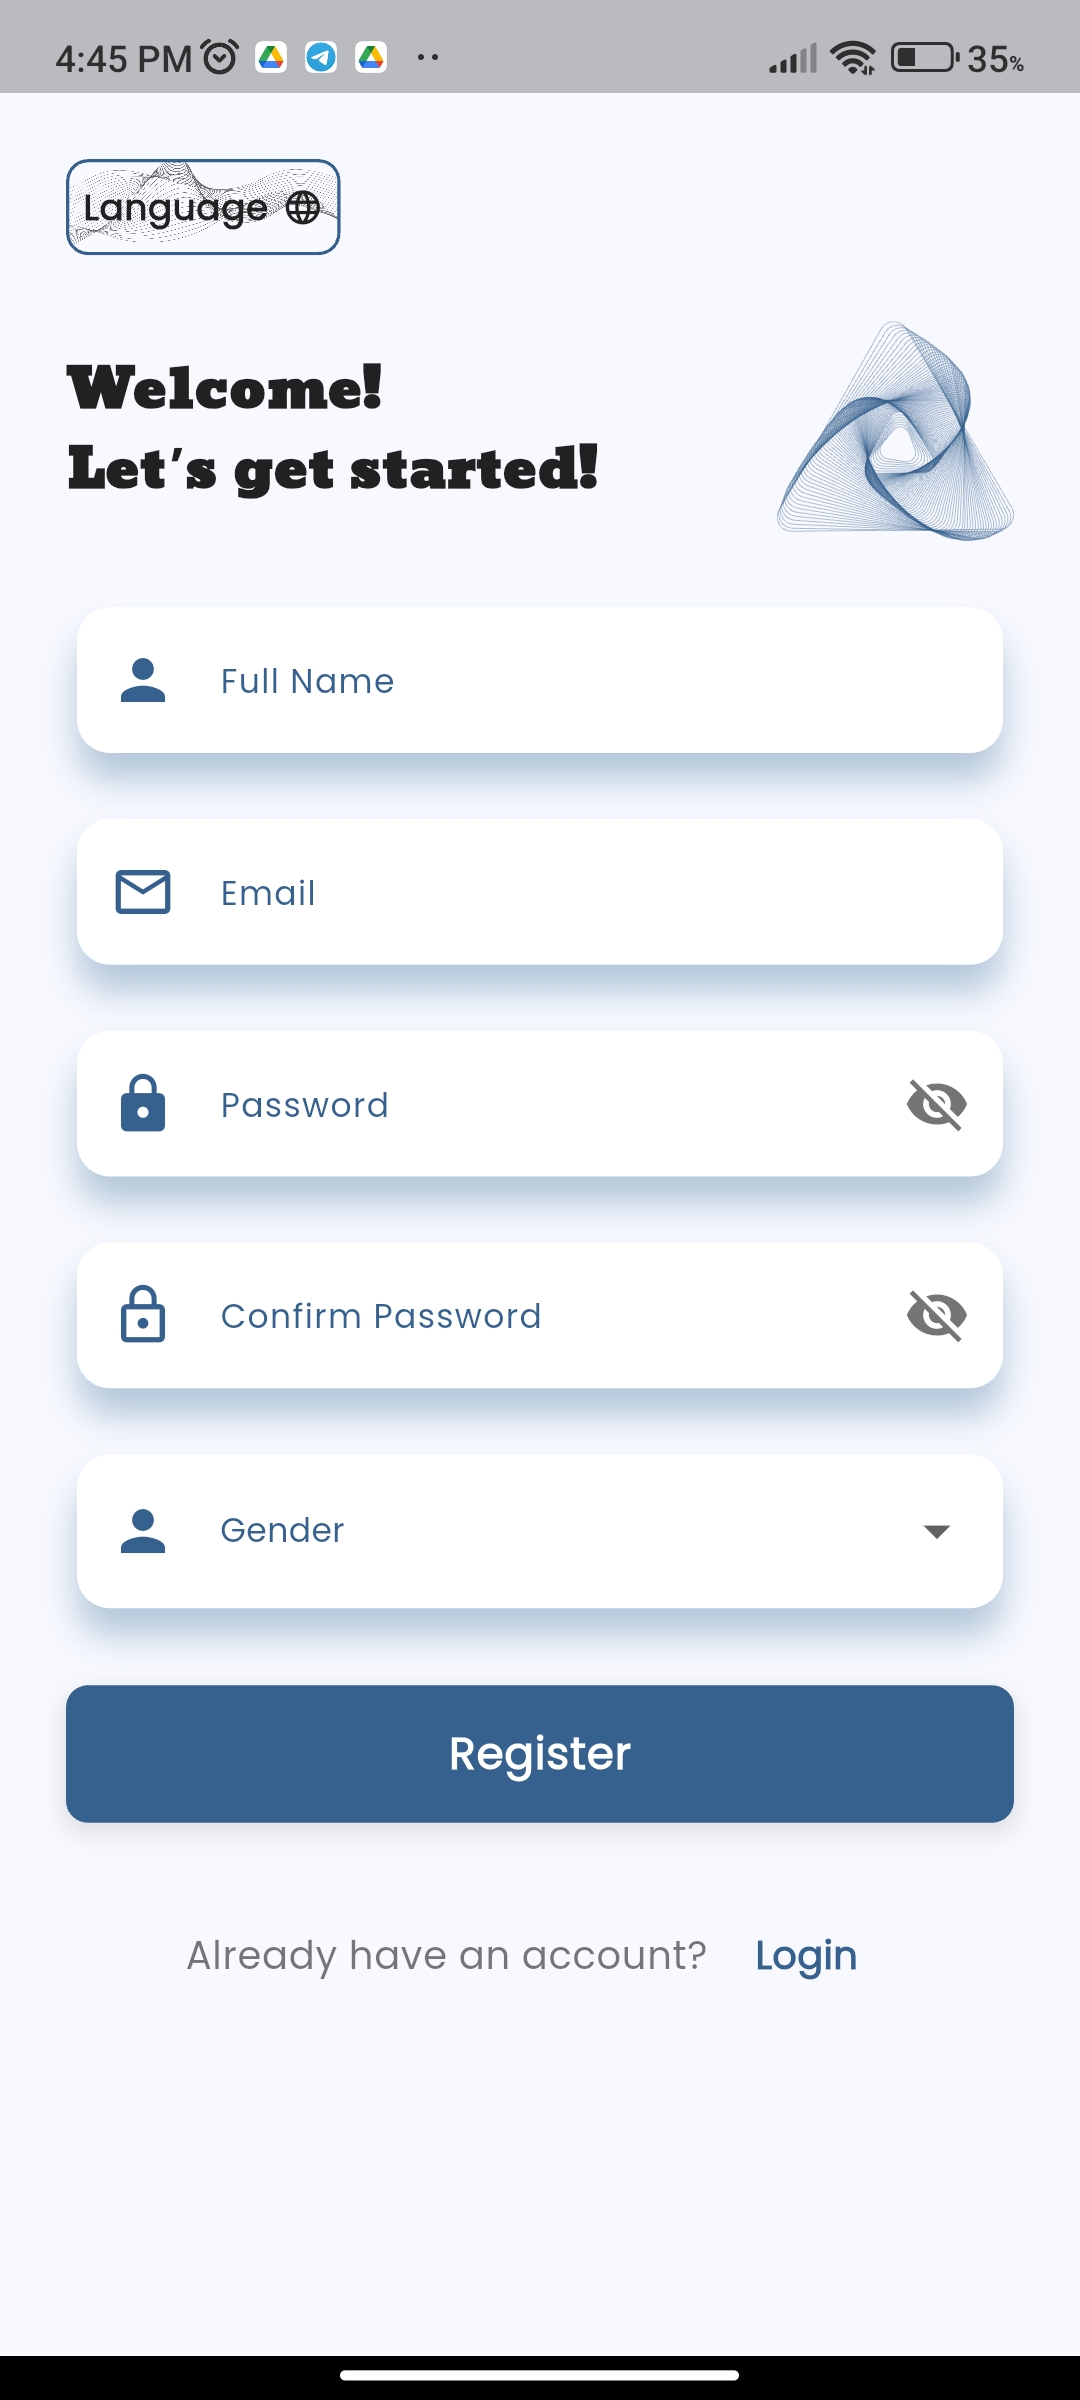 4:45 PM 35%
Language
Welcome!
Let's get started!
Full Name
Email
Password
Confirm Password
Gender
Register
Already have an account? Login